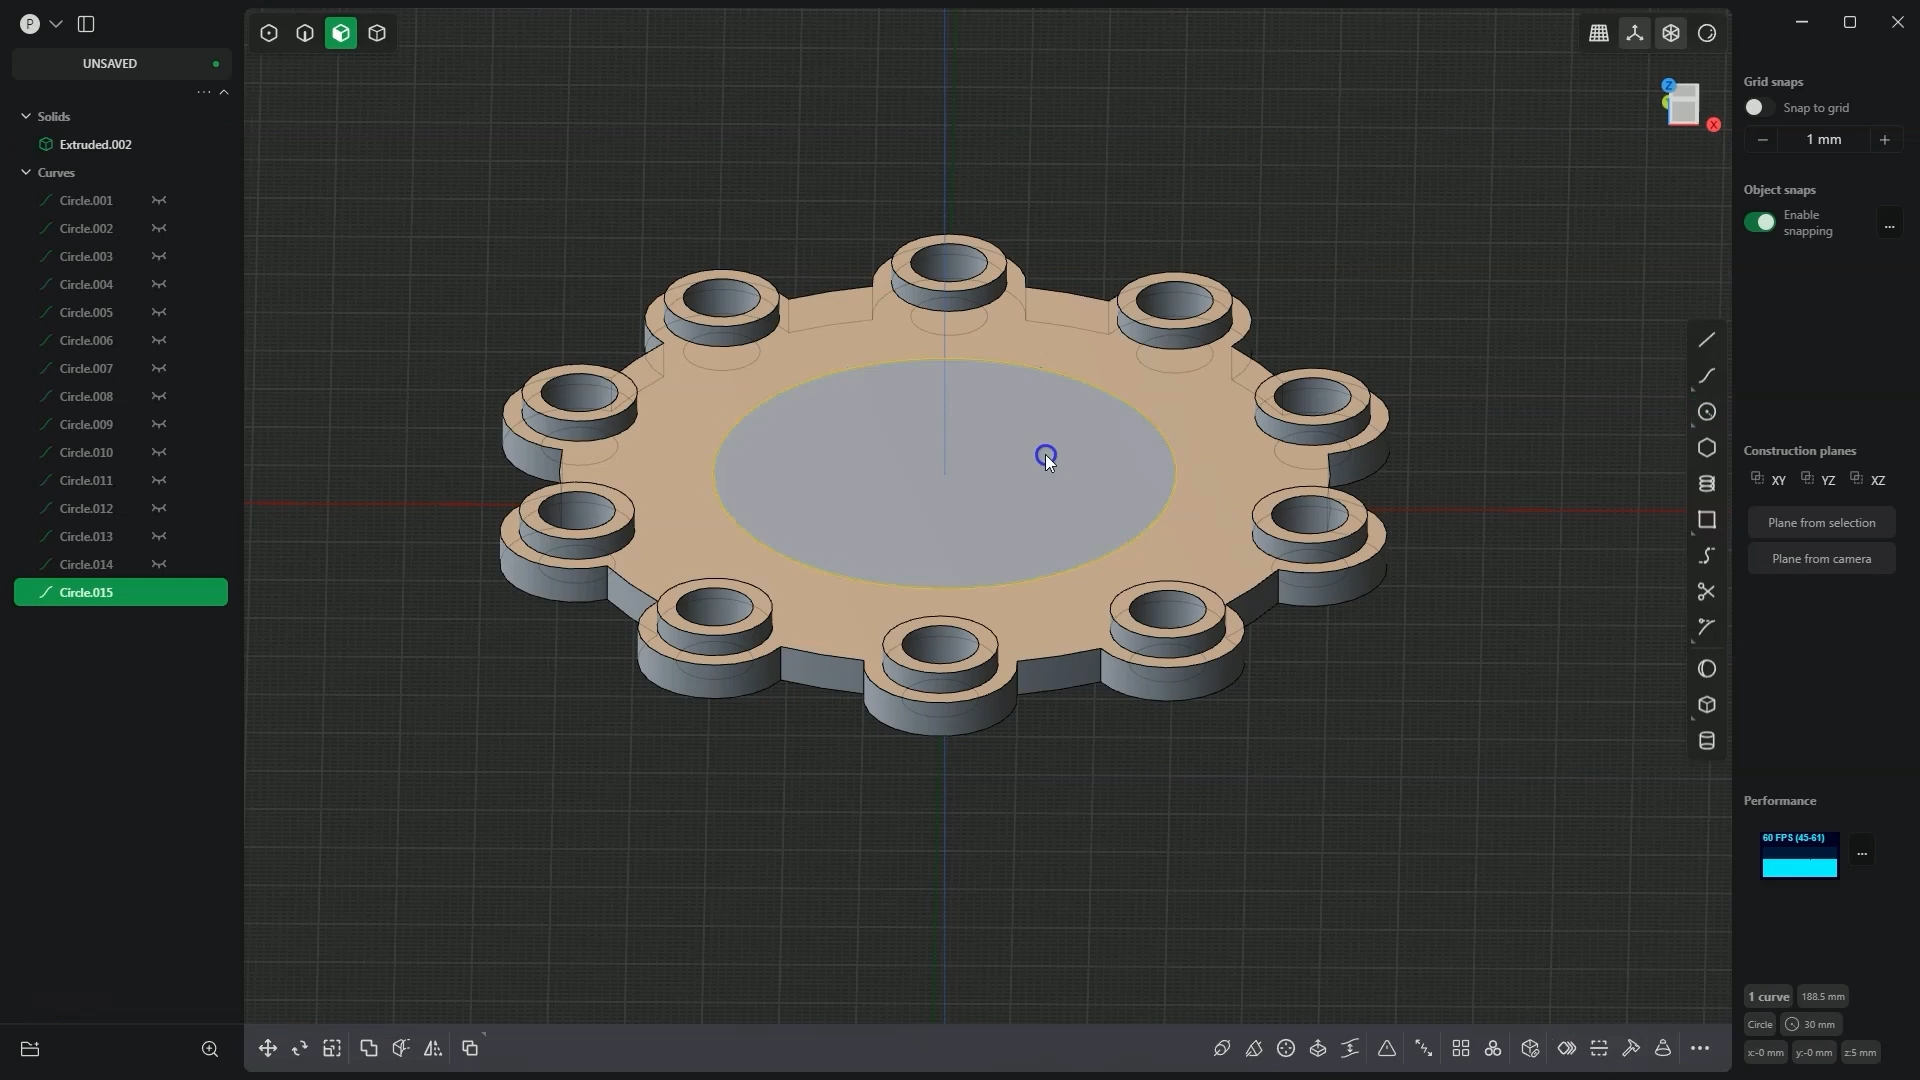 P
UNSAVED
Solids
Extruded.002
Curves
Circle.001
Circle.002
Circle.003
Circle.004
Circle.005
Circle.006
Circle.007
Circle.008
Circle.009
Circle.010
Circle.011
Circle.012
Circle.013
Circle.014
Circle.015
Z
X
Grid snaps
Snap to grid
1 mm
Object snaps
Enable
snapping
Construction planes
XY YZ XZ
Plane from selection
Plane from camera
Performance
60 FPS (45-61)
1 curve 188.5 mm
Circle 30 mm
x:-0 mm y:-0 mm z:5 mm